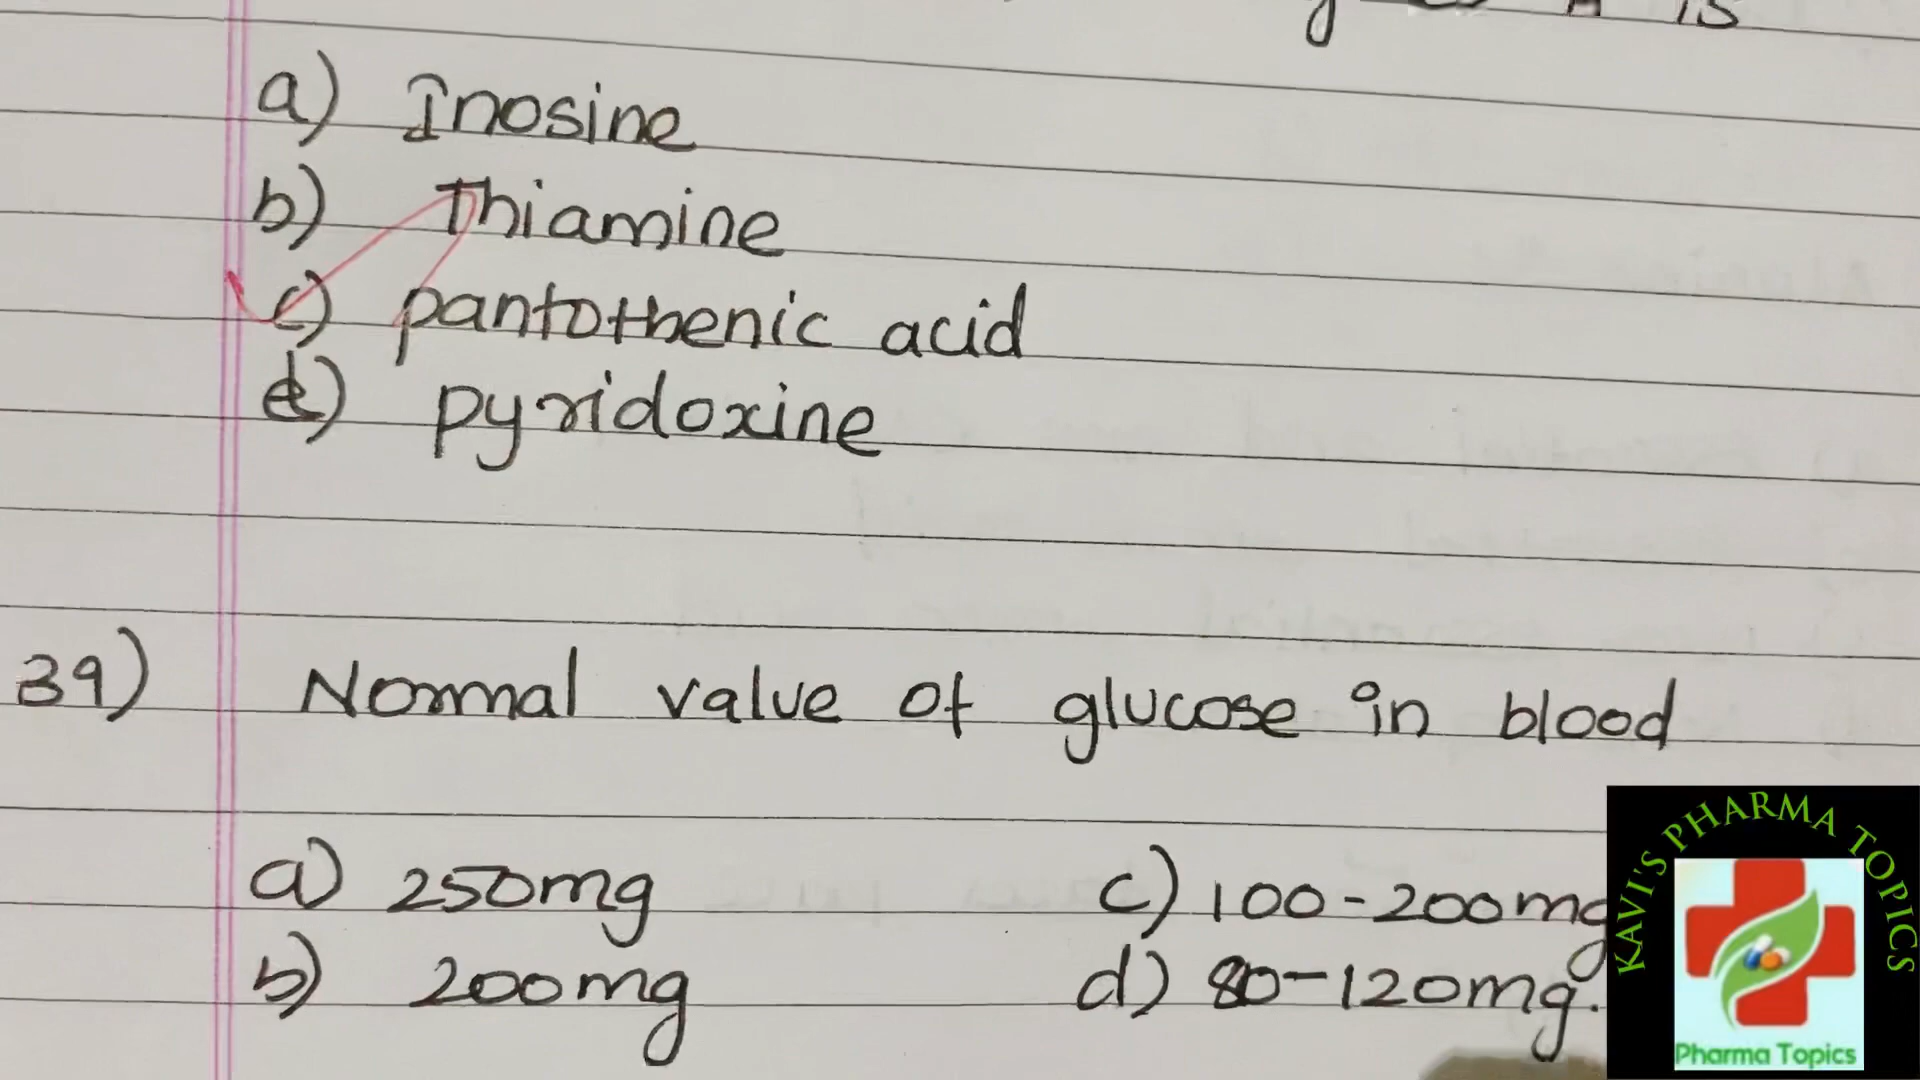 is
a) Inosine
b) Thiamine
c) pantothenic acid
d) pyridoxine
39) Normal value of glucose in blood
a) 250mg c) 100-200mg
b) 200mg d) 80-120mg.
KAVI'S PHARMA TOPICS
Pharma Topics